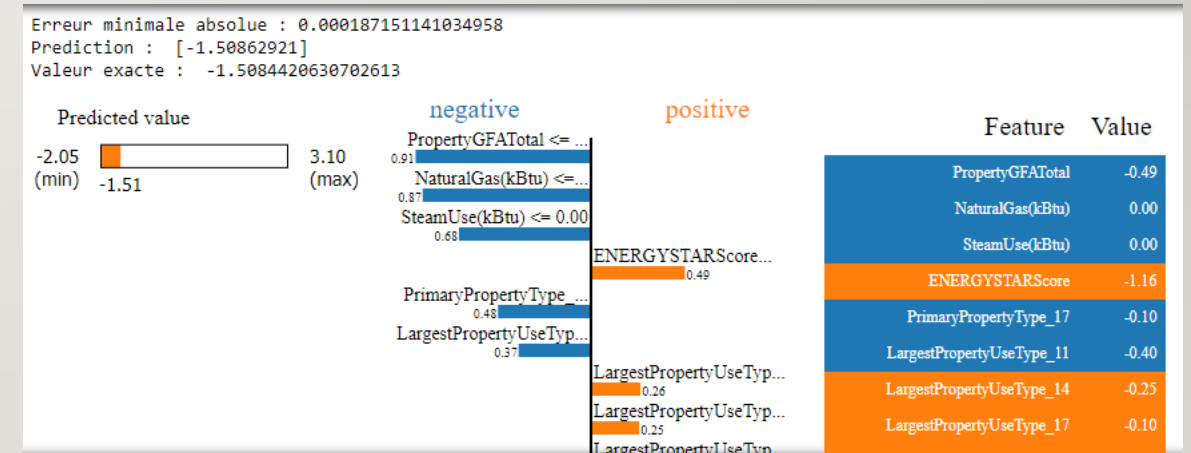 Erreur minimale absolue : 0.000187151141034958
Prediction :  [-1.50862921]
Valeur exacte :  -1.5084420630702613
Predicted value
-2.05
(min)
-1.51
3.10
(max)
negative
positive
PropertyGFATotal <= ...
0.91
NaturalGas(kBtu) <=...
0.87
SteamUse(kBtu) <= 0.00
0.68
ENERGYSTARScore...
0.49
PrimaryPropertyType_...
0.48
LargestPropertyUseTyp...
0.37
LargestPropertyUseTyp...
0.26
LargestPropertyUseTyp...
0.25
LargestPropertyUseTyp
Feature Value
PropertyGFATotal -0.49
NaturalGas(kBtu) 0.00
SteamUse(kBtu) 0.00
ENERGYSTARScore -1.16
PrimaryPropertyType_17 -0.10
LargestPropertyUseType_11 -0.40
LargestPropertyUseType_14 -0.25
LargestPropertyUseType_17 -0.10